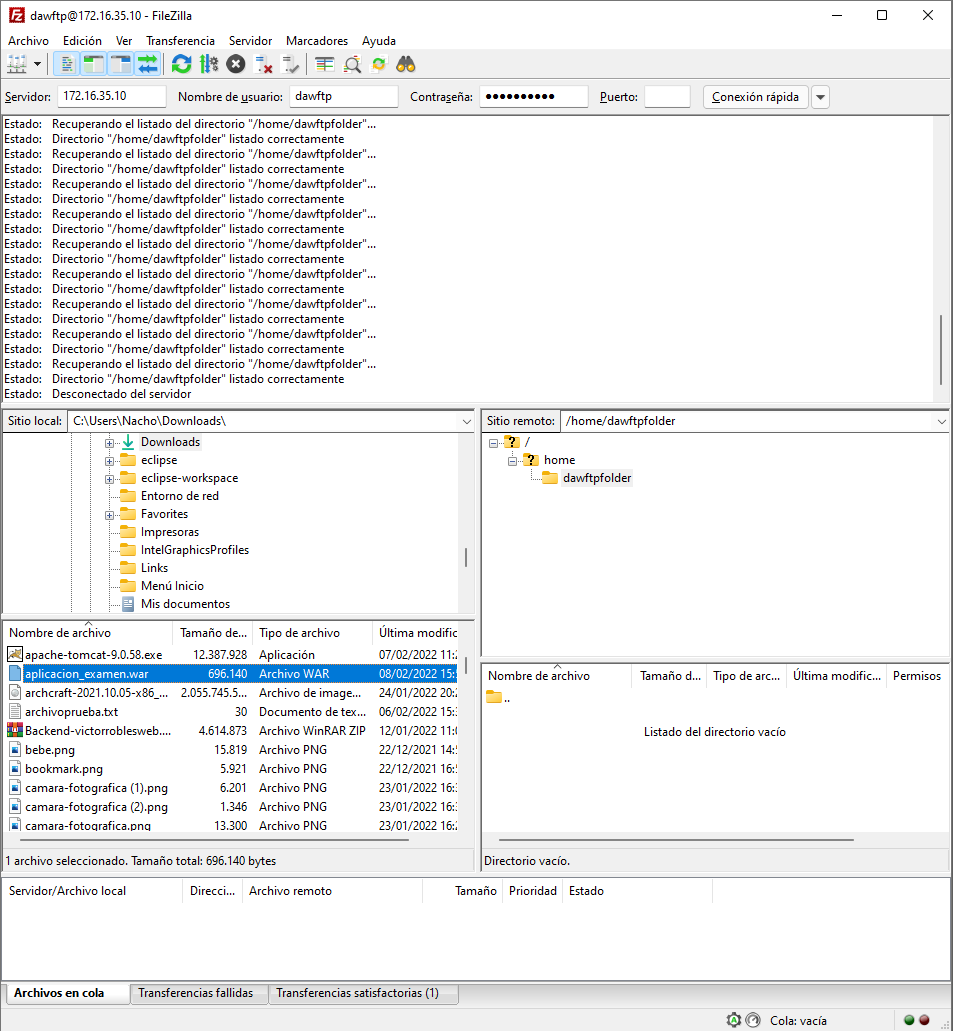 dawftp@172.16.35.10 - FileZilla
Archivo Edición Ver Transferencia Servidor Marcadores Ayuda
Servidor: 172.16.35.10 Nombre de usuario: dawftp Contraseña: ●●●●●●●●●● Puerto: Conexión rápida
Estado: Recuperando el listado del directorio "/home/dawftpfolder"...
Estado: Directorio "/home/dawftpfolder" listado correctamente
Estado: Recuperando el listado del directorio "/home/dawftpfolder"...
Estado: Directorio "/home/dawftpfolder" listado correctamente
Estado: Recuperando el listado del directorio "/home/dawftpfolder"...
Estado: Directorio "/home/dawftpfolder" listado correctamente
Estado: Recuperando el listado del directorio "/home/dawftpfolder"...
Estado: Directorio "/home/dawftpfolder" listado correctamente
Estado: Recuperando el listado del directorio "/home/dawftpfolder"...
Estado: Directorio "/home/dawftpfolder" listado correctamente
Estado: Recuperando el listado del directorio "/home/dawftpfolder"...
Estado: Directorio "/home/dawftpfolder" listado correctamente
Estado: Recuperando el listado del directorio "/home/dawftpfolder"...
Estado: Directorio "/home/dawftpfolder" listado correctamente
Estado: Recuperando el listado del directorio "/home/dawftpfolder"...
Estado: Directorio "/home/dawftpfolder" listado correctamente
Estado: Recuperando el listado del directorio "/home/dawftpfolder"...
Estado: Directorio "/home/dawftpfolder" listado correctamente
Estado: Desconectado del servidor
Sitio local: C:\Users\Nacho\Downloads\
Downloads
eclipse
eclipse-workspace
Entorno de red
Favorites
Impresoras
IntelGraphicsProfiles
Links
Menú Inicio
Mis documentos
Nombre de archivo Tamaño de... Tipo de archivo Última modific
apache-tomcat-9.0.58.exe 12.387.928 Aplicación 07/02/2022 11:2
aplicacion_examen.war 696.140 Archivo WAR 08/02/2022 15:5
archcraft-2021.10.05-x86_... 2.055.745.5... Archivo de image... 24/01/2022 20:2
archivoprueba.txt 30 Documento de tex... 06/02/2022 15:3
Backend-victorroblesweb.... 4.614.873 Archivo WinRAR ZIP 12/01/2022 11:0
bebe.png 15.819 Archivo PNG 22/12/2021 14:5
bookmark.png 5.921 Archivo PNG 22/12/2021 16:5
camara-fotografica (1).png 6.201 Archivo PNG 23/01/2022 16:3
camara-fotografica (2).png 1.346 Archivo PNG 23/01/2022 16:3
camara-fotografica.png 13.300 Archivo PNG 23/01/2022 16:2
1 archivo seleccionado. Tamaño total: 696.140 bytes
Sitio remoto: /home/dawftpfolder
/
home
dawftpfolder
Nombre de archivo Tamaño d... Tipo de arc... Última modific... Permisos
..
Listado del directorio vacío
Directorio vacío.
Servidor/Archivo local Direcci... Archivo remoto Tamaño Prioridad Estado
Archivos en cola Transferencias fallidas Transferencias satisfactorias (1)
Cola: vacía